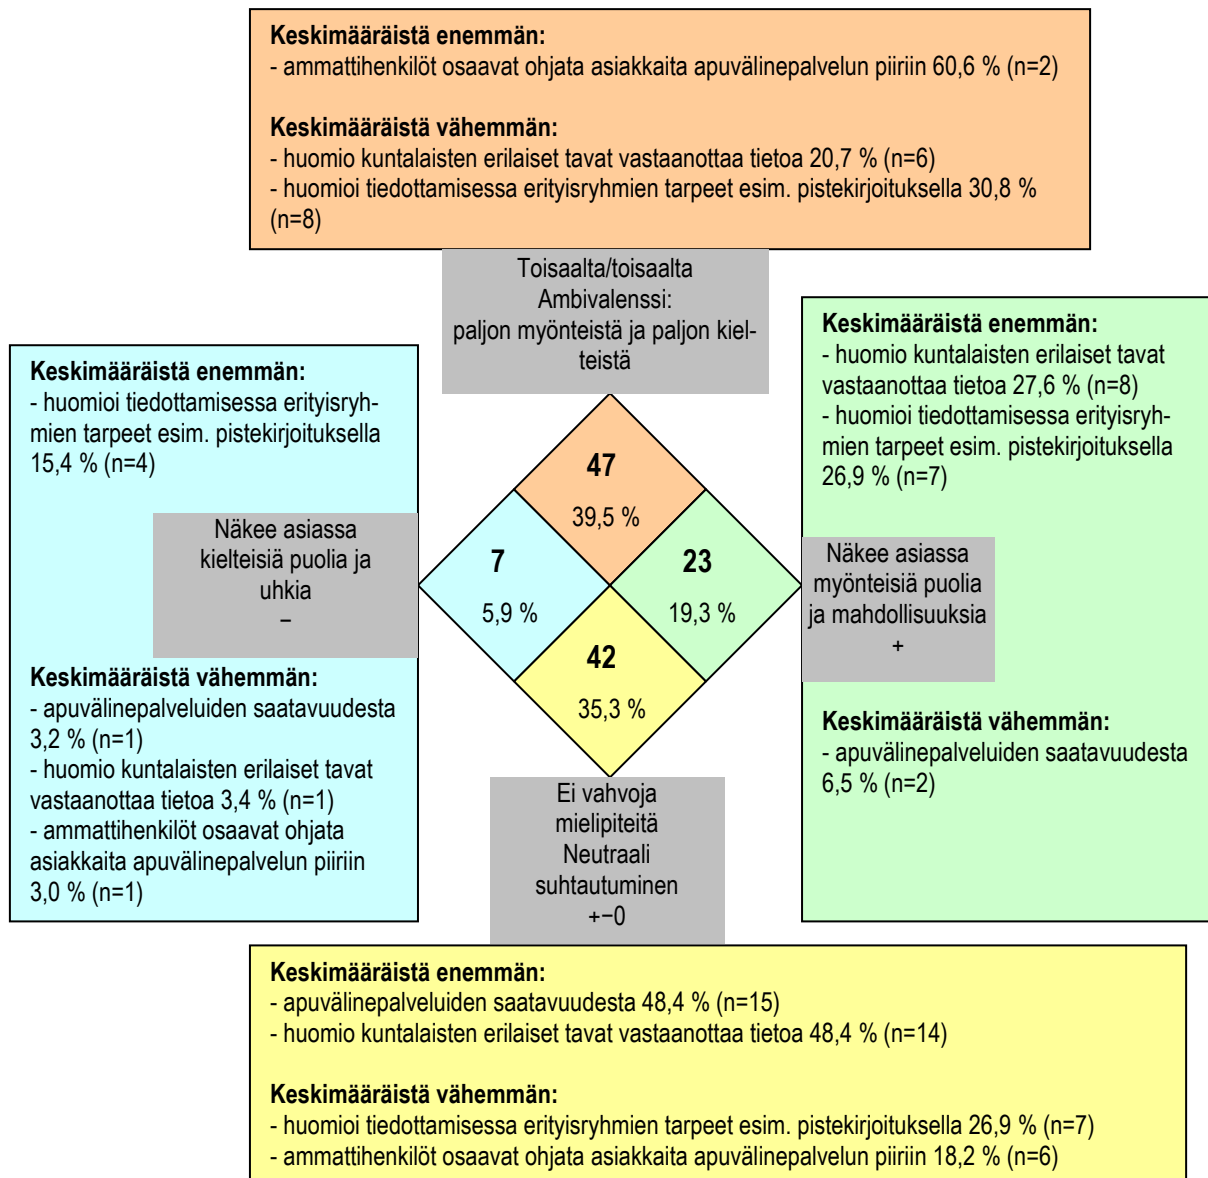 Keskimääräistä enemmän:
- ammattihenkilöt osaavat ohjata asiakkaita apuvälinepalvelun piiriin 60,6 % (n=2)
Keskimääräistä vähemmän:
- huomio kuntalaisten erilaiset tavat vastaanottaa tietoa 20,7 % (n=6)
- huomioi tiedottamisessa erityisryhmien tarpeet esim. pistekirjoituksella 30,8 %
(n=8)
Toisaalta/toisaalta
Ambivalenssi:
paljon myönteistä ja paljon kiel-
teistä
Keskimääräistä enemmän:
- huomioi tiedottamisessa erityisryh-
mien tarpeet esim. pistekirjoituksella
15,4 % (n=4)
Näkee asiassa
kielteisiä puolia ja
uhkia
–
Keskimääräistä vähemmän:
- apuvälinepalveluiden saatavuudesta
3,2 % (n=1)
- huomio kuntalaisten erilaiset tavat
vastaanottaa tietoa 3,4 % (n=1)
- ammattihenkilöt osaavat ohjata
asiakkaita apuvälinepalvelun piiriin
3,0 % (n=1)
47
39,5 %
7
5,9 %
23
19,3 %
42
35,3 %
Keskimääräistä enemmän:
- huomio kuntalaisten erilaiset tavat
vastaanottaa tietoa 27,6 % (n=8)
- huomioi tiedottamisessa erityisryh-
mien tarpeet esim. pistekirjoituksella
26,9 % (n=7)
Näkee asiassa
myönteisiä puolia
ja mahdollisuuksia
+
Keskimääräistä vähemmän:
- apuvälinepalveluiden saatavuudesta
6,5 % (n=2)
Ei vahvoja
mielipiteitä
Neutraali
suhtautuminen
+–0
Keskimääräistä enemmän:
- apuvälinepalveluiden saatavuudesta 48,4 % (n=15)
- huomio kuntalaisten erilaiset tavat vastaanottaa tietoa 48,4 % (n=14)
Keskimääräistä vähemmän:
- huomioi tiedottamisessa erityisryhmien tarpeet esim. pistekirjoituksella 26,9 % (n=7)
- ammattihenkilöt osaavat ohjata asiakkaita apuvälinepalvelun piiriin 18,2 % (n=6)